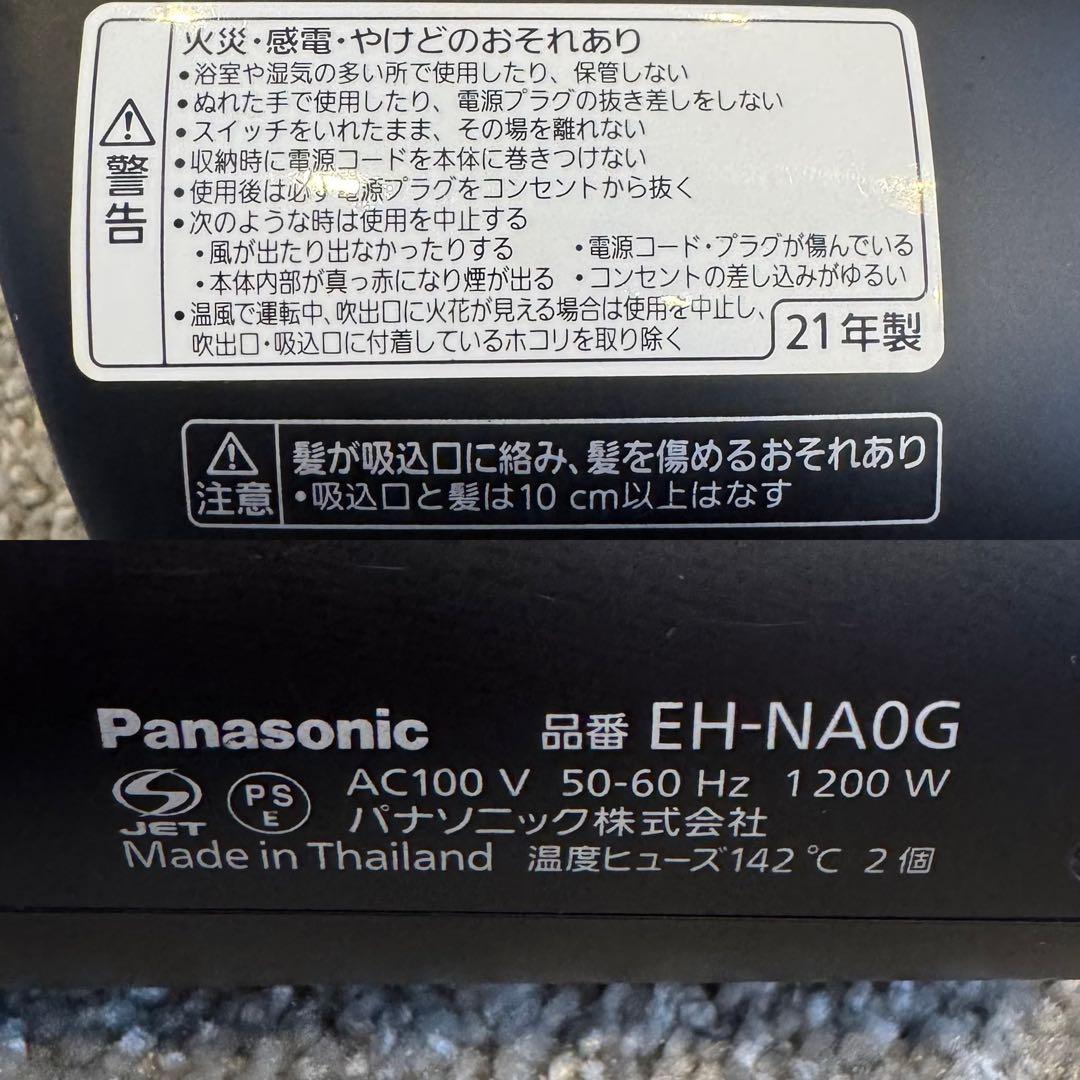 火災・感電・やけどのおそれあり
•浴室や湿気の多い所で使用したり、保管しない
•ぬれた手で使用したり、電源プラグの抜き差しをしない
•スイッチをいれたまま、その場を離れない
•収納時に電源コードを本体に巻きつけない
•使用後は必ず電源プラグをコンセントから抜く
•次のような時は使用を中止する
・風が出たり出なかったりする ・電源コード・プラグが傷んでいる
・本体内部が真っ赤になり煙が出る ・コンセントの差し込みがゆるい
•温風で運転中、吹出口に火花が見える場合は使用を中止し、
吹出口・吸込口に付着しているホコリを取り除く
警告
21年製
注意
髪が吸込口に絡み、髪を傷めるおそれあり
•吸込口と髪は10 cm以上はなす
Panasonic 品番 EH-NA0G
JET PSE AC100 V 50-60 Hz 1200 W
パナソニック株式会社
Made in Thailand 温度ヒューズ142℃ 2個